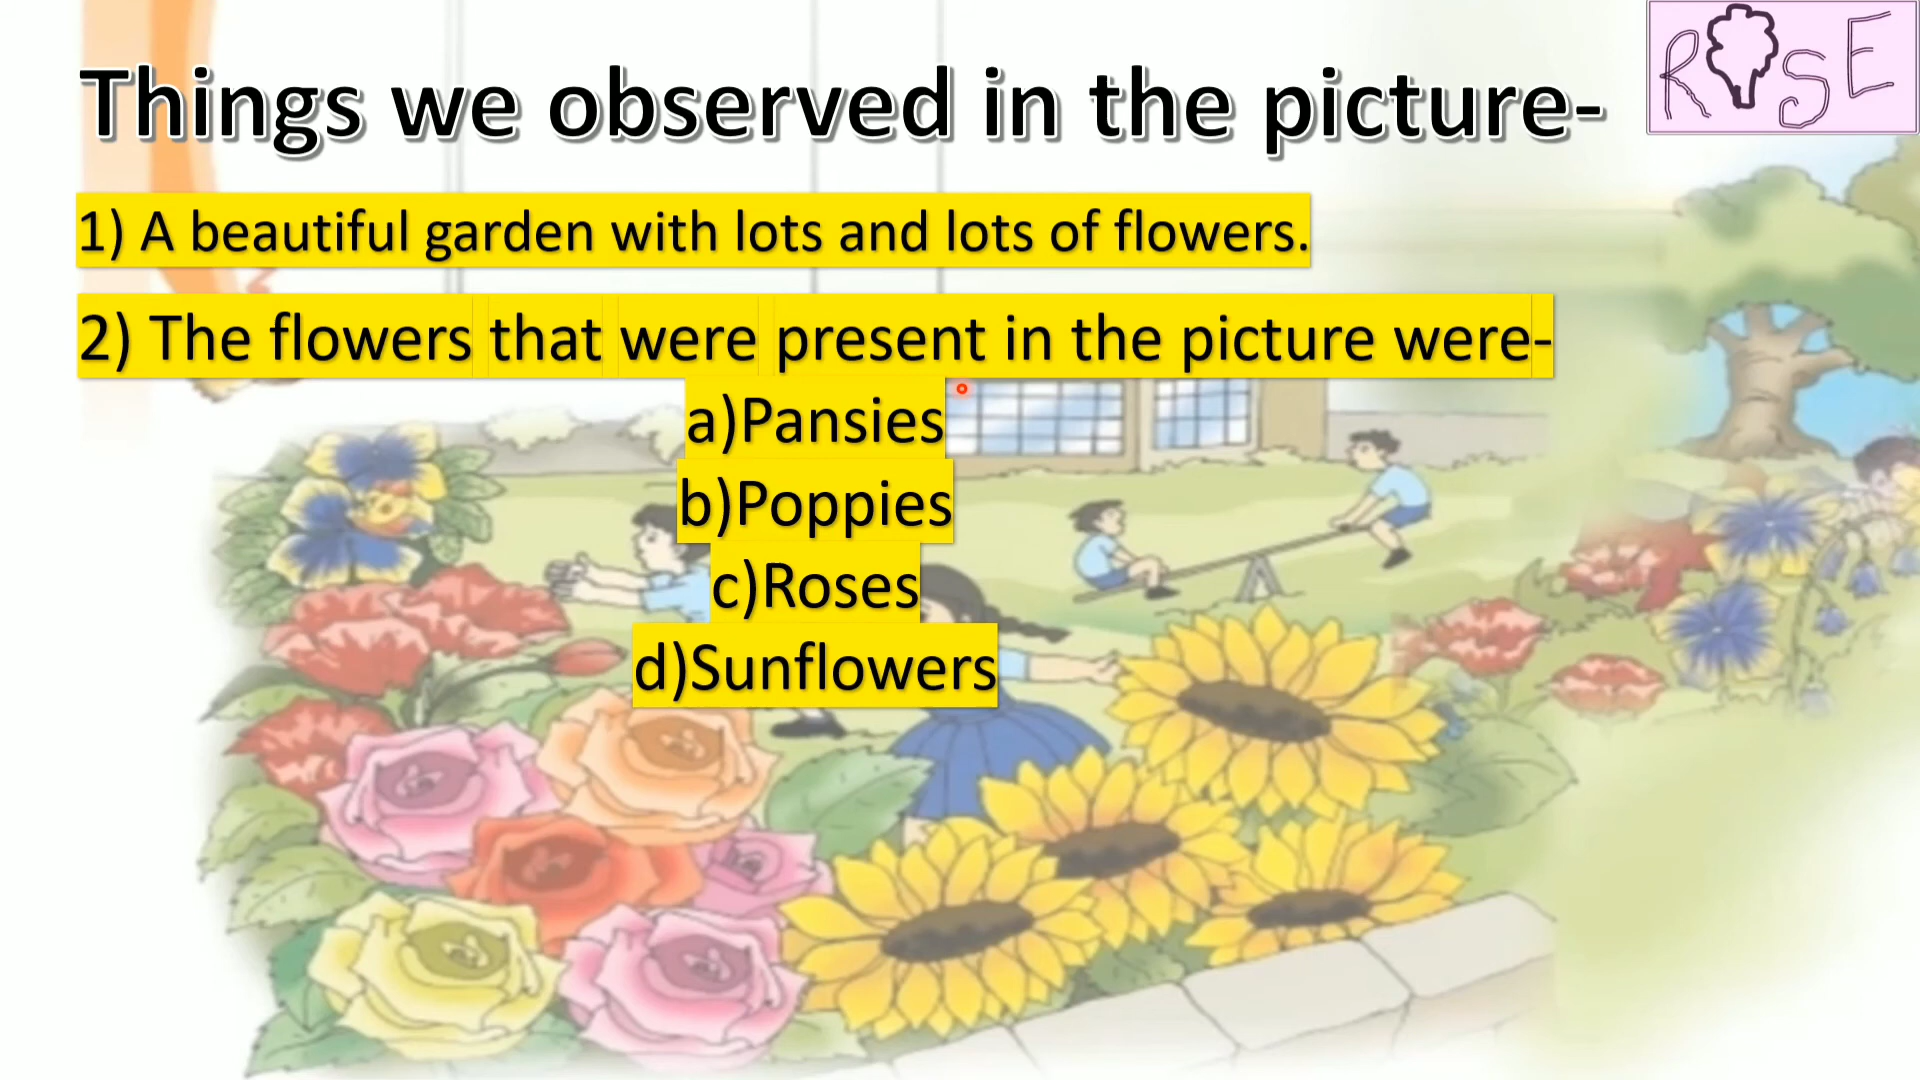 Things we observed in the picture-
ROSE
1) A beautiful garden with lots and lots of flowers.
2) The flowers that were present in the picture were-
a)Pansies
b)Poppies
c)Roses
d)Sunflowers